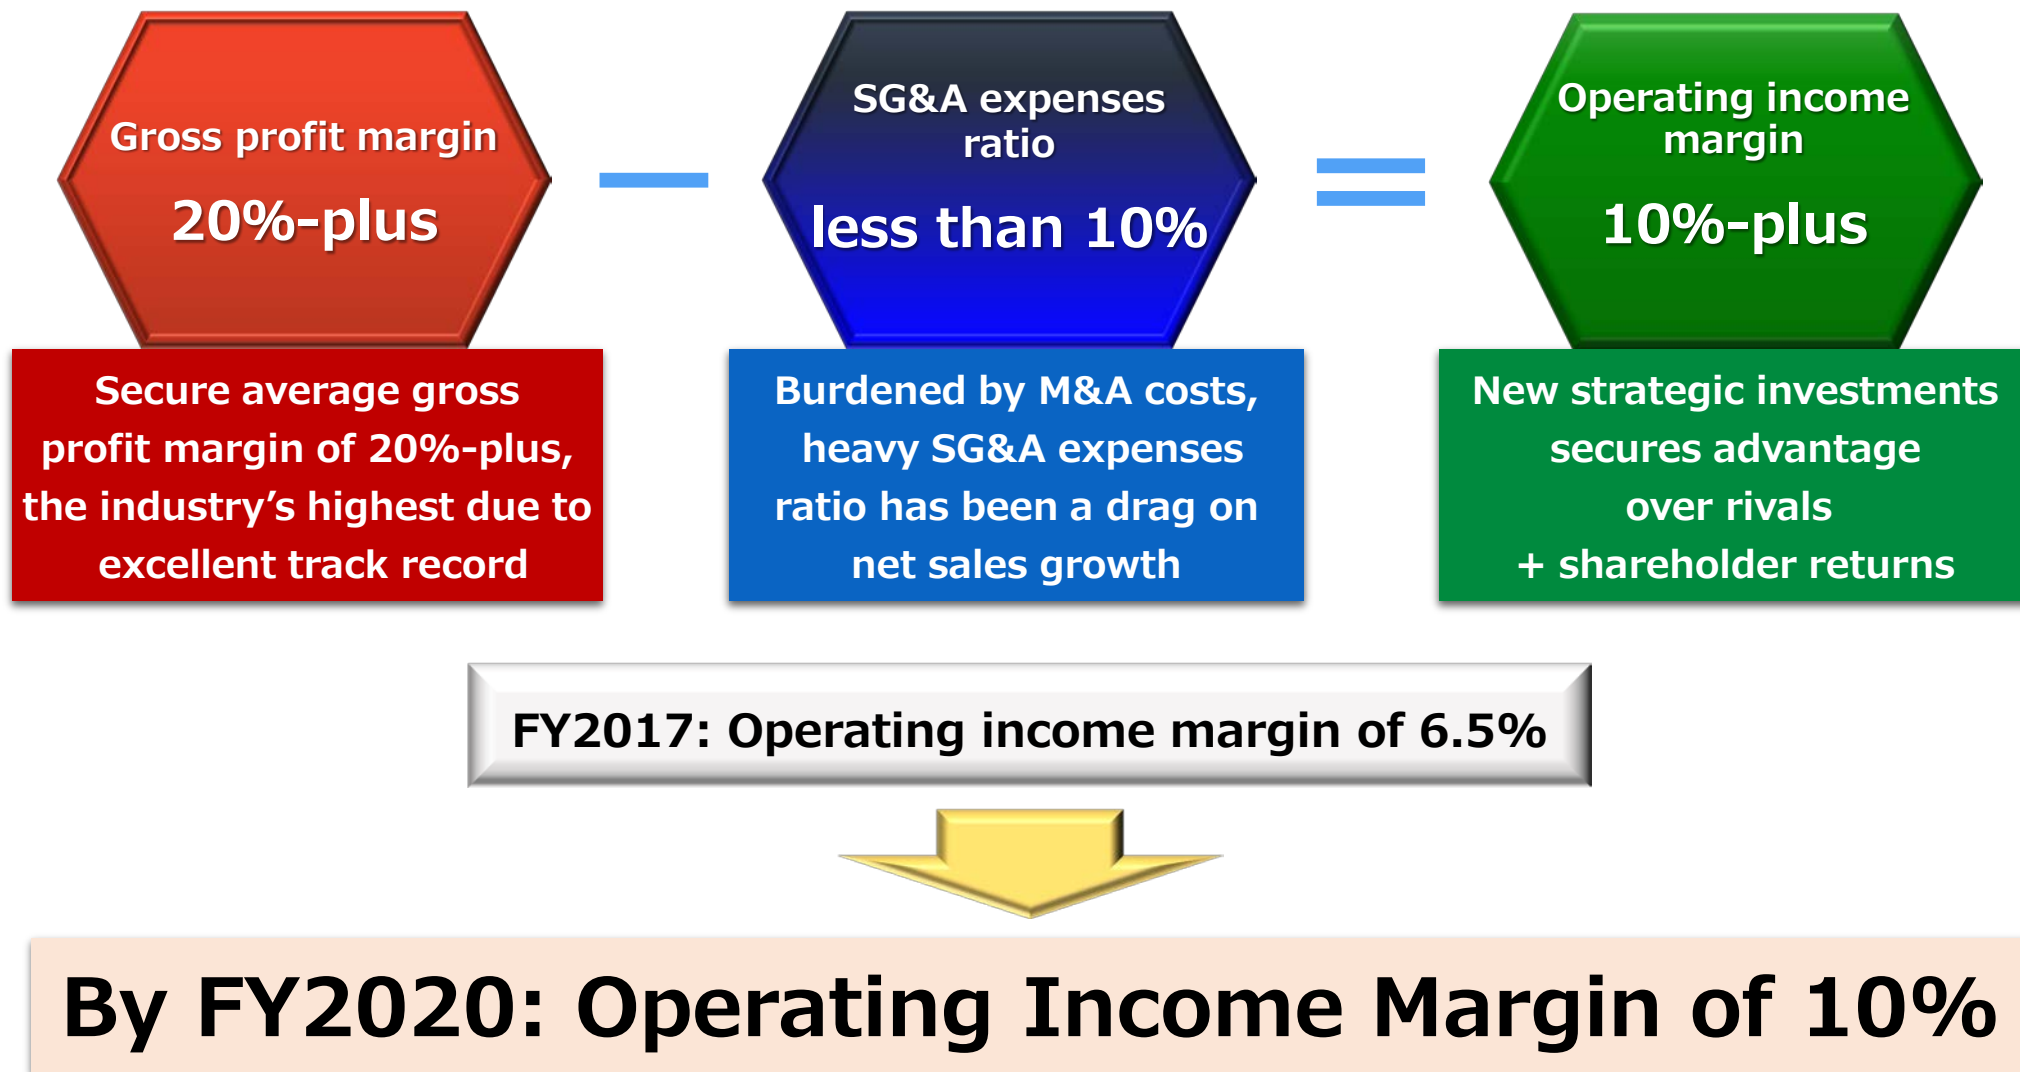 Gross profit margin
20%-plus
SG&A expenses
ratio
less than 10%
Operating income
margin
10%-plus
Secure average gross
profit margin of 20%-plus,
the industry’s highest due to
excellent track record
Burdened by M&A costs,
heavy SG&A expenses
ratio has been a drag on
net sales growth
New strategic investments
secures advantage
over rivals
+ shareholder returns
FY2017: Operating income margin of 6.5%
By FY2020: Operating Income Margin of 10%